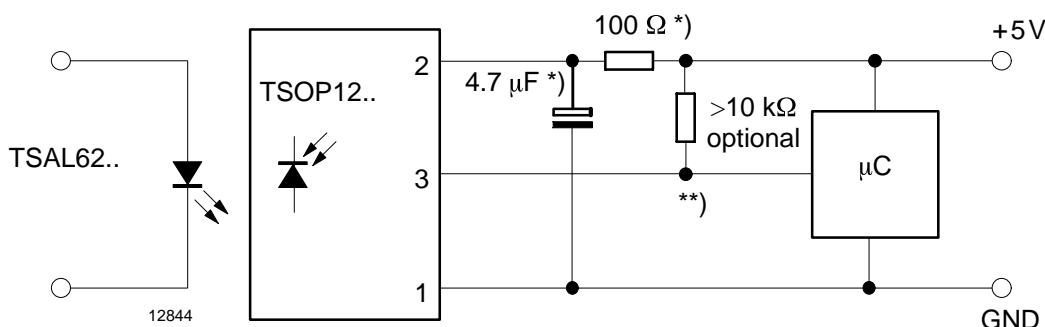 100 Ω *)
+5V
2
4.7 μF *)
TSOP12..
>10 kΩ
optional
TSAL62..
3
μC
**)
1
12844
GND